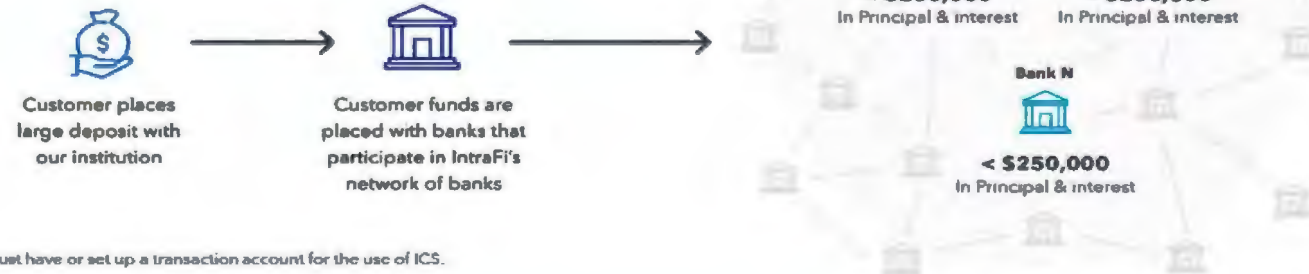 In Principal & interest
In Principal & interest
$
Customer places
large deposit with
our institution
Customer funds are
placed with banks that
participate in IntraFi's
network of banks
Bank N
< $250,000
In Principal & interest
ust have or set up a transaction account for the use of ICS.